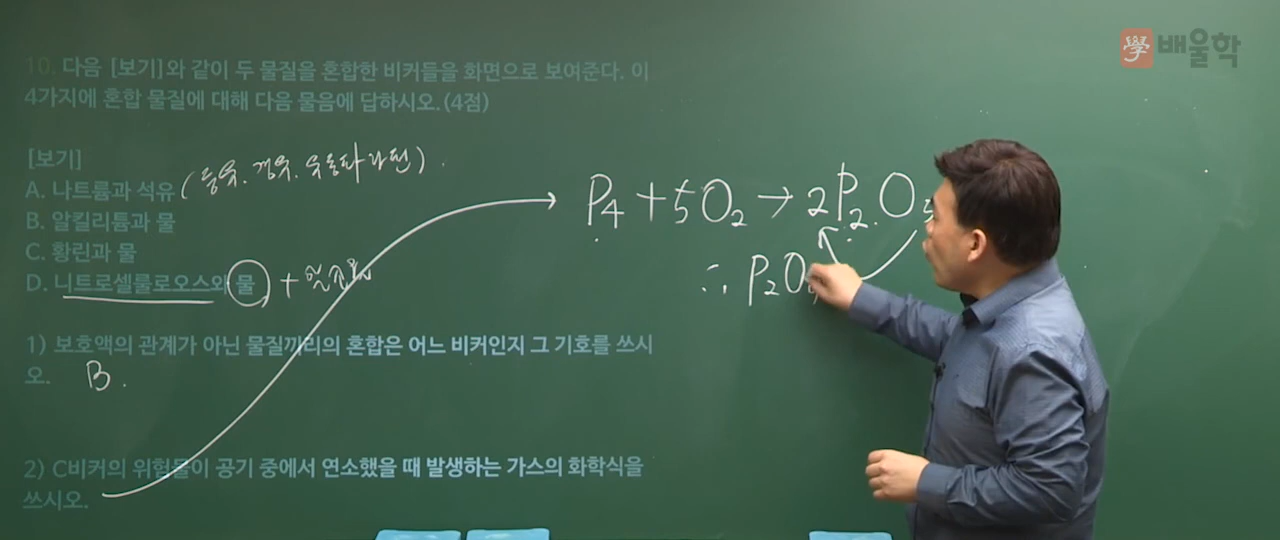 學 배울학
10. 다음 [보기]와 같이 두 물질을 혼합한 비커들을 화면으로 보여준다. 이
4가지에 혼합 물질에 대해 다음 물음에 답하시오.(4점)
[보기]
A. 나트륨과 석유 (등유, 경유, 유동파라핀).
B. 알킬리튬과 물
C. 황린과 물
D. 니트로셀룰로오스와 물 +
1) 보호액의 관계가 아닌 물질끼리의 혼합은 어느 비커인지 그 기호를 쓰시
오. B.
2) C비커의 위험물이 공기 중에서 연소했을 때 발생하는 가스의 화학식을
쓰시오.
P₄ + 5O₂ → 2P₂O
∴ P₂O